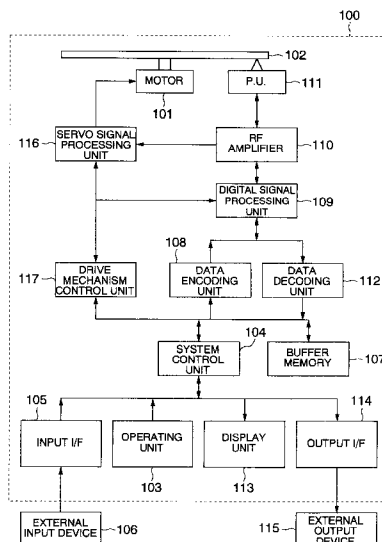 100
102
MOTOR
P.U.
101
111
116
SERVO SIGNAL
PROCESSING
UNIT
RF
AMPLIFIER
110
DIGITAL SIGNAL
PROCESSING
UNIT
109
108
117
DRIVE
MECHANISM
CONTROL UNIT
DATA
ENCODING
UNIT
DATA
DECODING
UNIT
112
104
SYSTEM
CONTROL
UNIT
BUFFER
MEMORY
107
105
114
INPUT I/F
OPERATING
UNIT
DISPLAY
UNIT
OUTPUT I/F
103
113
EXTERNAL
INPUT DEVICE
106
115
EXTERNAL
OUTPUT
DEVICE